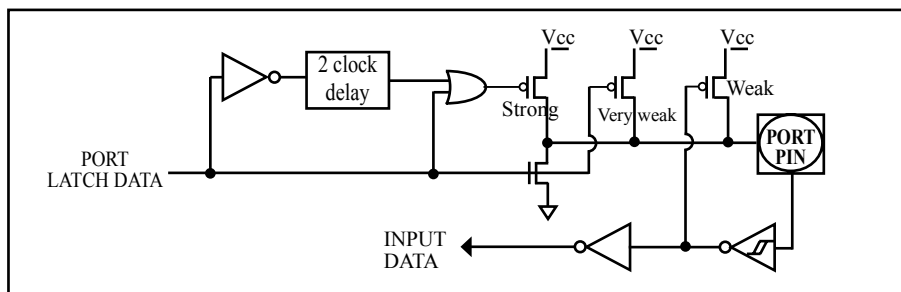 Vcc Vcc Vcc
2 clock
delay
Strong
Very weak
Weak
PORT
LATCH DATA
PORT
PIN
INPUT
DATA